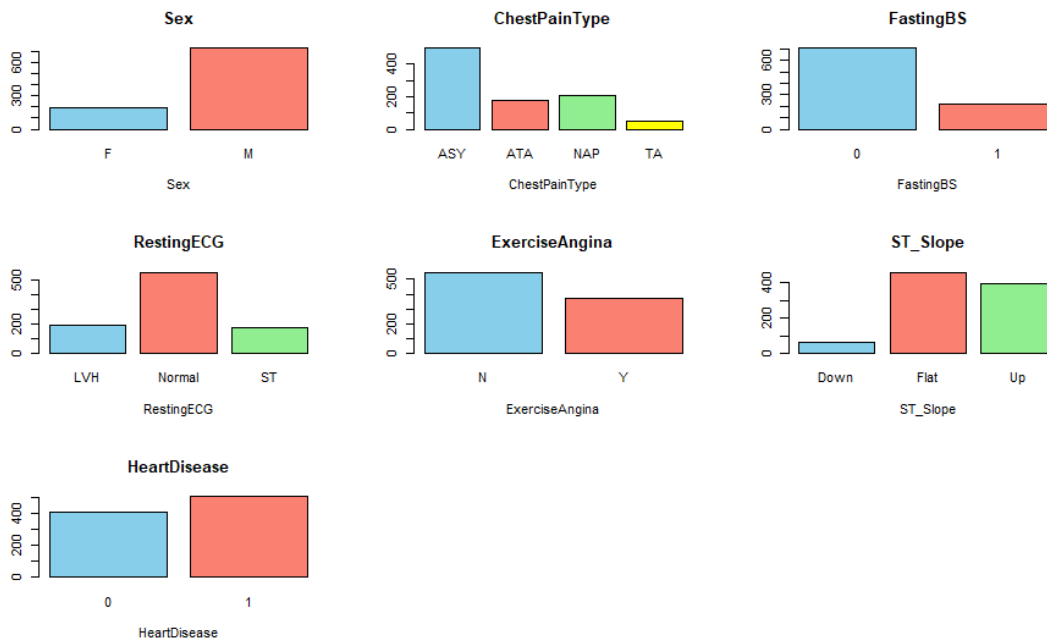 Sex
600
300
0
F M
Sex
ChestPainType
400
200
0
ASY ATA NAP TA
ChestPainType
FastingBS
600
300
0
0 1
FastingBS
RestingECG
500
200
0
LVH Normal ST
RestingECG
ExerciseAngina
500
200
0
N Y
ExerciseAngina
ST_Slope
400
200
0
Down Flat Up
ST_Slope
HeartDisease
400
200
0
0 1
HeartDisease